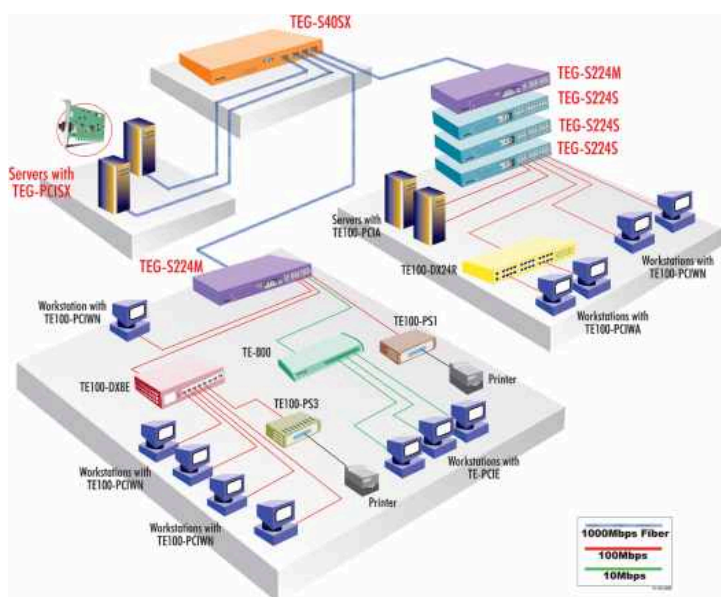 TEG-S40SX
TEG-S224M
TEG-S224S
TEG-S224S
TEG-S224S
Servers with
TEG-PCISX
Servers with
TE100-PCIA
TE100-DX24R
Workstations with
TE100-PCIWN
Workstations with
TE100-PCIWA
TEG-S224M
Workstation with
TE100-PCIWN
TE100-PS1
TE-800
Printer
TE100-DX8E
TE100-PS3
Workstations with
TE100-PCIWN
Workstations with
TE-PCIE
Printer
Workstations with
TE100-PCIWN
1000Mbps Fiber
100Mbps
10Mbps